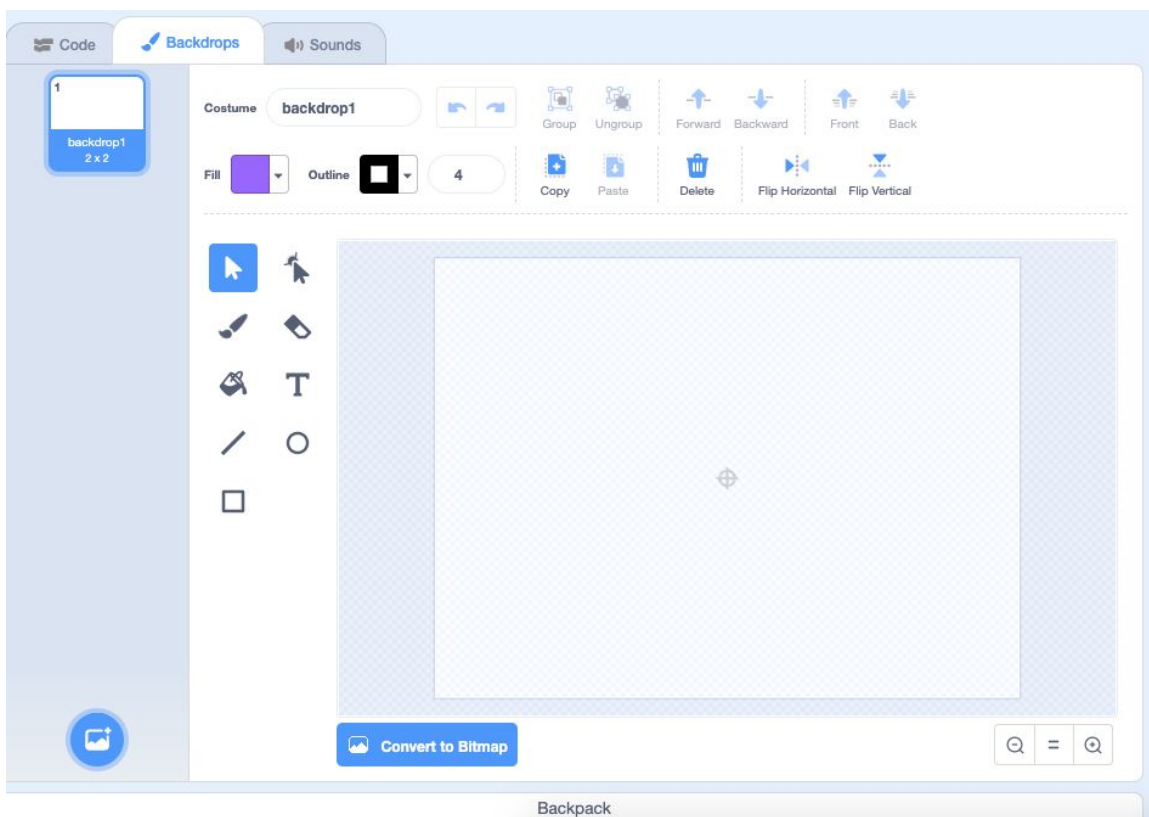 Code
Backdrops
Sounds
1
backdrop1
2 x 2
Costume
backdrop1
Group
Ungroup
Forward
Backward
Front
Back
Fill
Outline
4
Copy
Paste
Delete
Flip Horizontal
Flip Vertical
T
Convert to Bitmap
=
Backpack